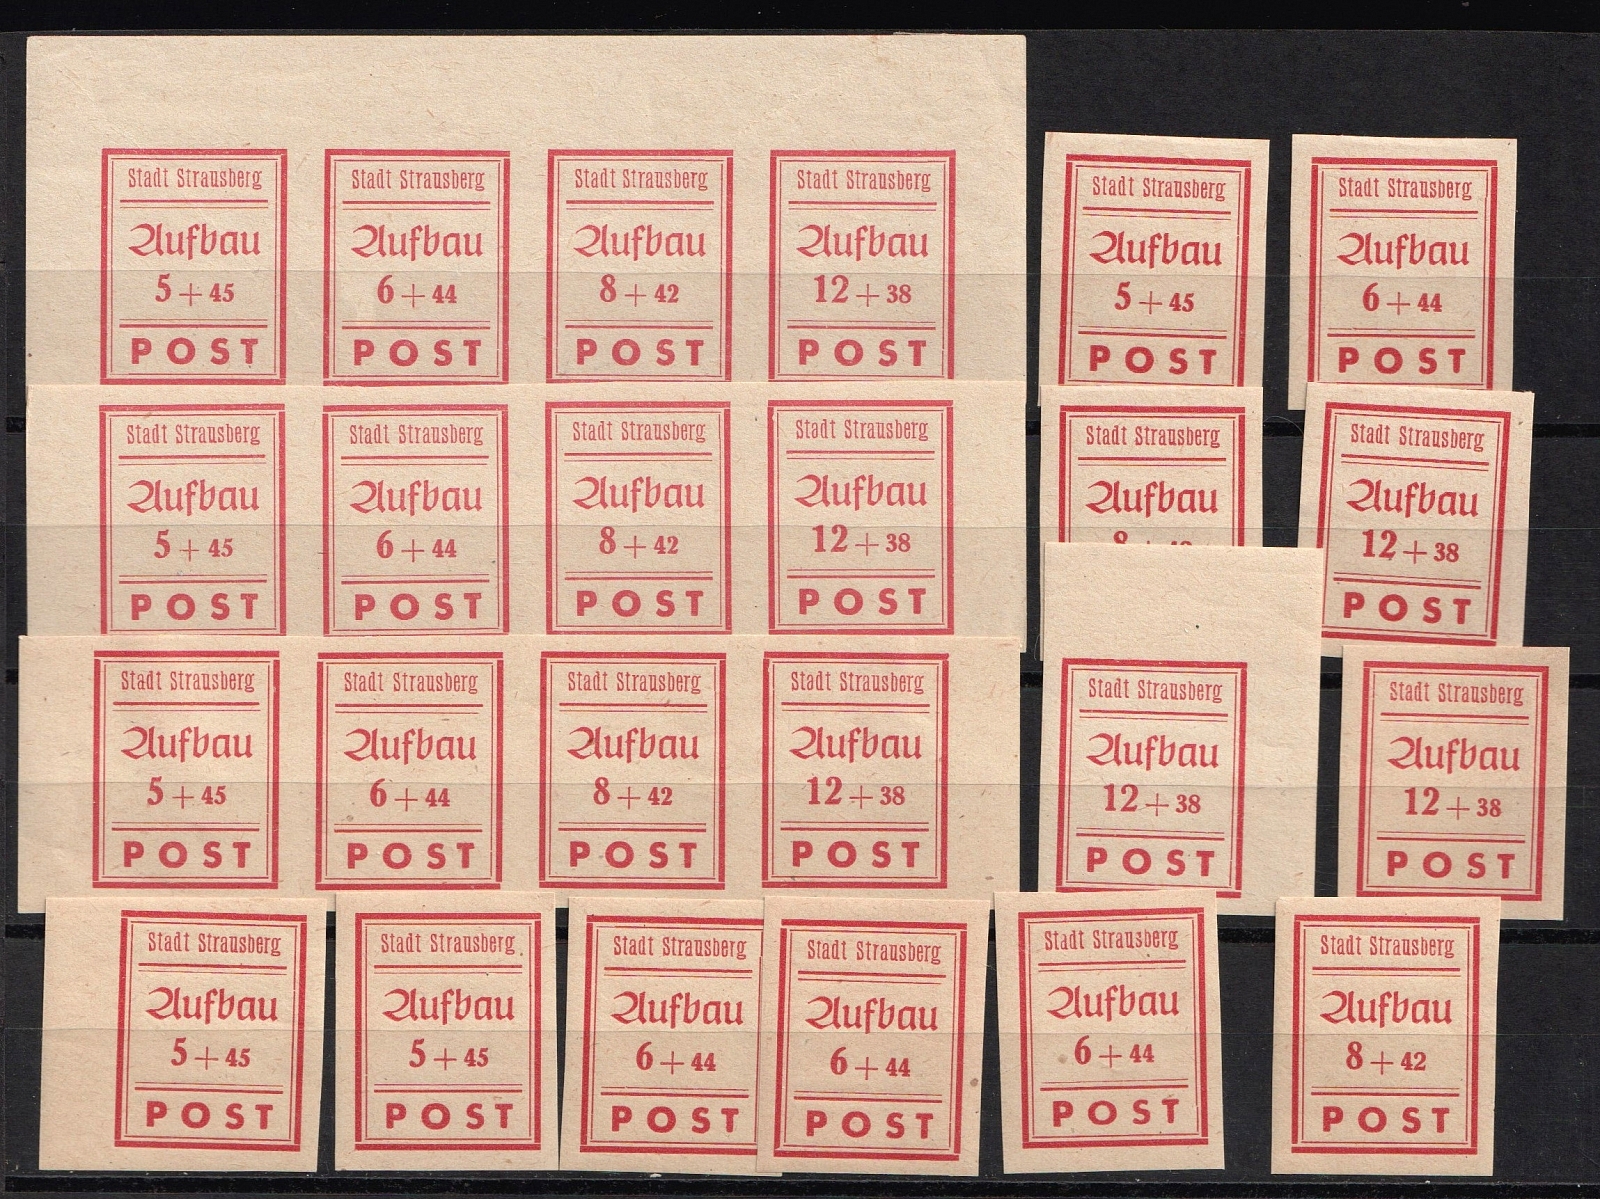 Stadt Strausberg
Aufbau
5 + 45
POST
Stadt Strausberg
Aufbau
6 + 44
POST
Stadt Strausberg
Aufbau
8 + 42
POST
Stadt Strausberg
Aufbau
12 + 38
POST
Stadt Strausberg
Aufbau
5 + 45
POST
Stadt Strausberg
Aufbau
6 + 44
POST
Stadt Strausberg
Aufbau
5 + 45
POST
Stadt Strausberg
Aufbau
6 + 44
POST
Stadt Strausberg
Aufbau
8 + 42
POST
Stadt Strausberg
Aufbau
12 + 38
POST
Stadt Strausberg
Aufbau
Stadt Strausberg
Aufbau
12 + 38
POST
Stadt Strausberg
Aufbau
5 + 45
POST
Stadt Strausberg
Aufbau
6 + 44
POST
Stadt Strausberg
Aufbau
8 + 42
POST
Stadt Strausberg
Aufbau
12 + 38
POST
Stadt Strausberg
Aufbau
12 + 38
POST
Stadt Strausberg
Aufbau
12 + 38
POST
Stadt Strausberg
Aufbau
5 + 45
POST
Stadt Strausberg
Aufbau
5 + 45
POST
Stadt Strausberg
Aufbau
6 + 44
POST
Stadt Strausberg
Aufbau
6 + 44
POST
Stadt Strausberg
Aufbau
6 + 44
POST
Stadt Strausberg
Aufbau
8 + 42
POST